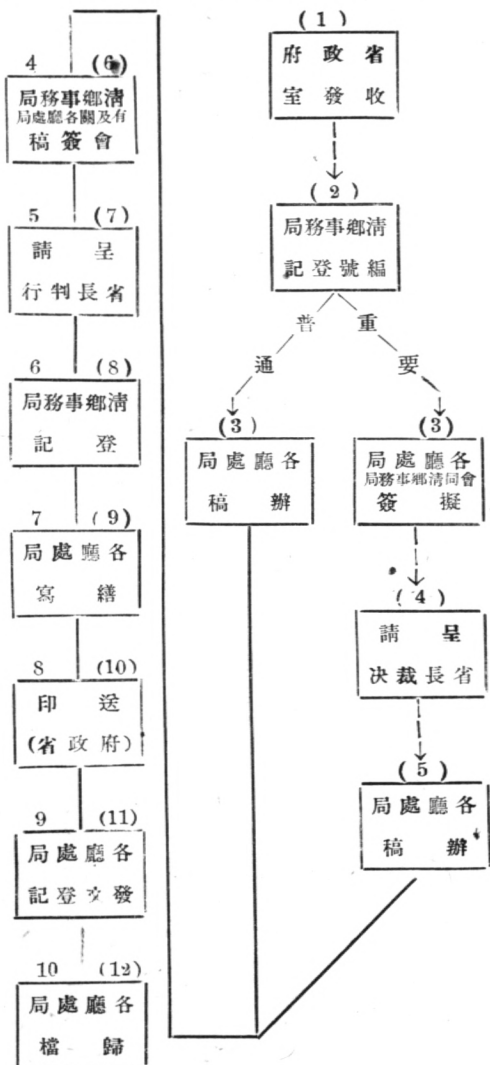 (1)
省政府
收發室
(2)
清鄉事務局
編號登記
普通
重要
(3)
各廳處局
辦稿
(3)
各廳處局
會同清鄉事務局
擬簽
(4)
呈請
省長裁決
(5)
各廳處局
辦稿
4 (6)
清鄉事務局
有及關各廳處局
會簽稿
5 (7)
呈請
省長判行
6 (8)
清鄉事務局
登記
7 (9)
各廳處局
繕寫
8 (10)
送印
(省政府)
9 (11)
各廳處局
發文登記
10 (12)
各廳處局
歸檔